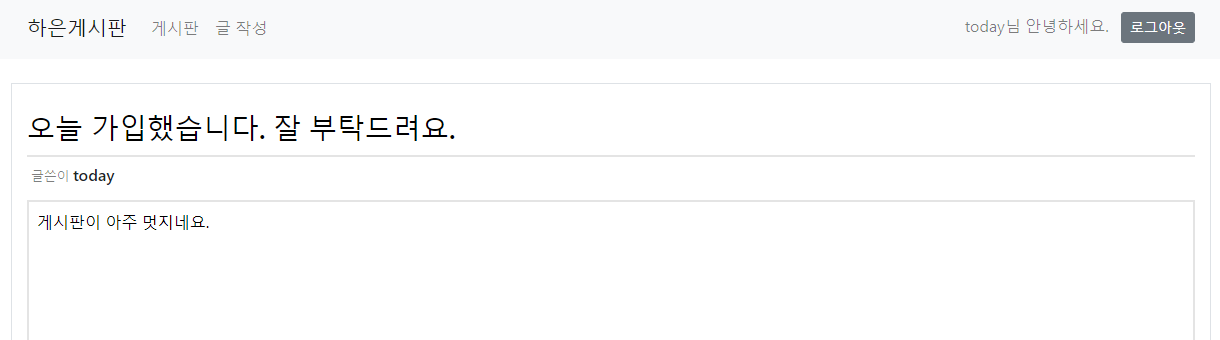 하은게시판 게시판 글 작성 today님 안녕하세요. 로그아웃
오늘 가입했습니다. 잘 부탁드려요.
글쓴이 today
게시판이 아주 멋지네요.